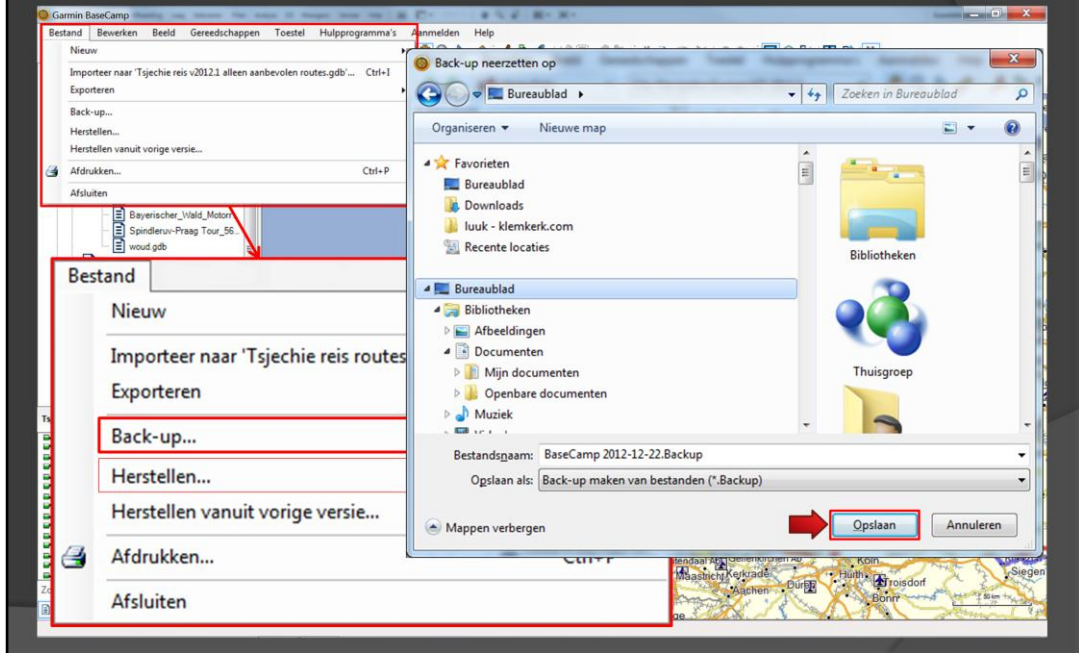 Garmin BaseCamp
Bestand Bewerken Beeld Gereedschappen Toestel Hulpprogramma's Aanmelden Help
Nieuw
Importeer naar 'Tsjechie reis v2012.1 alleen aanbevolen routes.gdb'... Ctrl+I
Exporteren
Back-up...
Herstellen...
Herstellen vanuit vorige versie...
Afdrukken... Ctrl+P
Afsluiten
Bayerischer_Wald_Motorr
Spindleruv-Praag Tour_56..
woud.gdb
Bestand
Nieuw
Importeer naar 'Tsjechie reis routes
Exporteren
Back-up...
Herstellen...
Herstellen vanuit vorige versie...
Afdrukken... Ctrl+P
Afsluiten
Back-up neerzetten op
Bureaublad
Zoeken in Bureaublad
Organiseren Nieuwe map
Favorieten
Bureaublad
Downloads
luuk - klemkerk.com
Recente locaties
Bureaublad
Bibliotheken
Afbeeldingen
Documenten
Mijn documenten
Openbare documenten
Muziek
Bibliotheken
Thuisgroep
Bestandsnaam: BaseCamp 2012-12-22.Backup
Opslaan als: Back-up maken van bestanden (*.Backup)
Mappen verbergen
Opslaan Annuleren
Köln
Maastricht Kerkrade Düren Hürth Troisdorf Siegen
Aachen Bonn